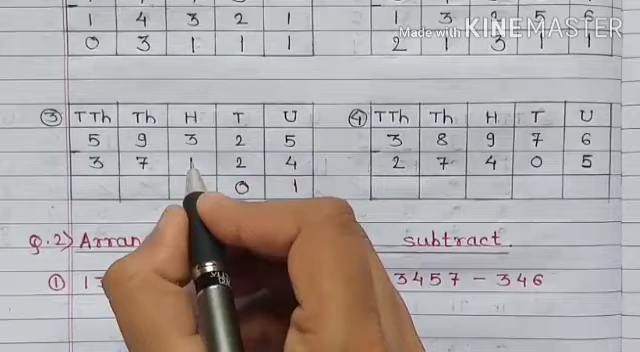 1 4 3 2 1
0 3 1 1 1
1 3 2 5 6
2 1 3 1 1
Made with KINEMASTER
③ TTh Th H T U
5 9 3 2 5
- 3 7 1 2 4
0 1
④ TTh Th H T U
3 8 9 7 6
- 2 7 4 0 5
Q.2> subtract.
①
3457 - 346